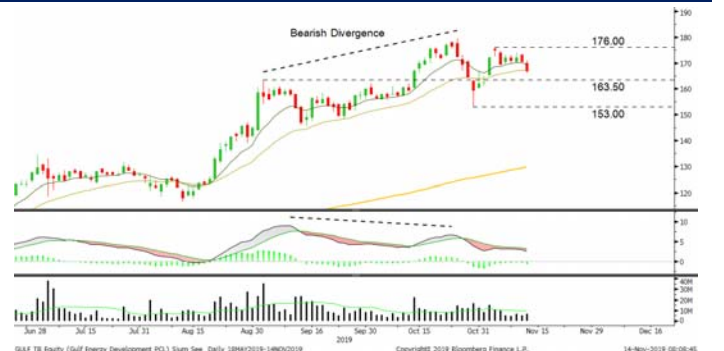 190
Bearish Divergence
180
176.00
170
163.50
160
153.00
150
140
130
120
10
5
0
40M
30M
20M
10M
0
Jun 28 Jul 15 Jul 31 Aug 15 Aug 30 Sep 16 Sep 30 Oct 15 Oct 31 Nov 15 Nov 29 Dec 16
2019
GULF TB Equity (Gulf Energy Development PCL) Daily 18MAY2019-14NOV2019 Copyright© 2019 Bloomberg Finance L.P. 14-Nov-2019 08:08:45